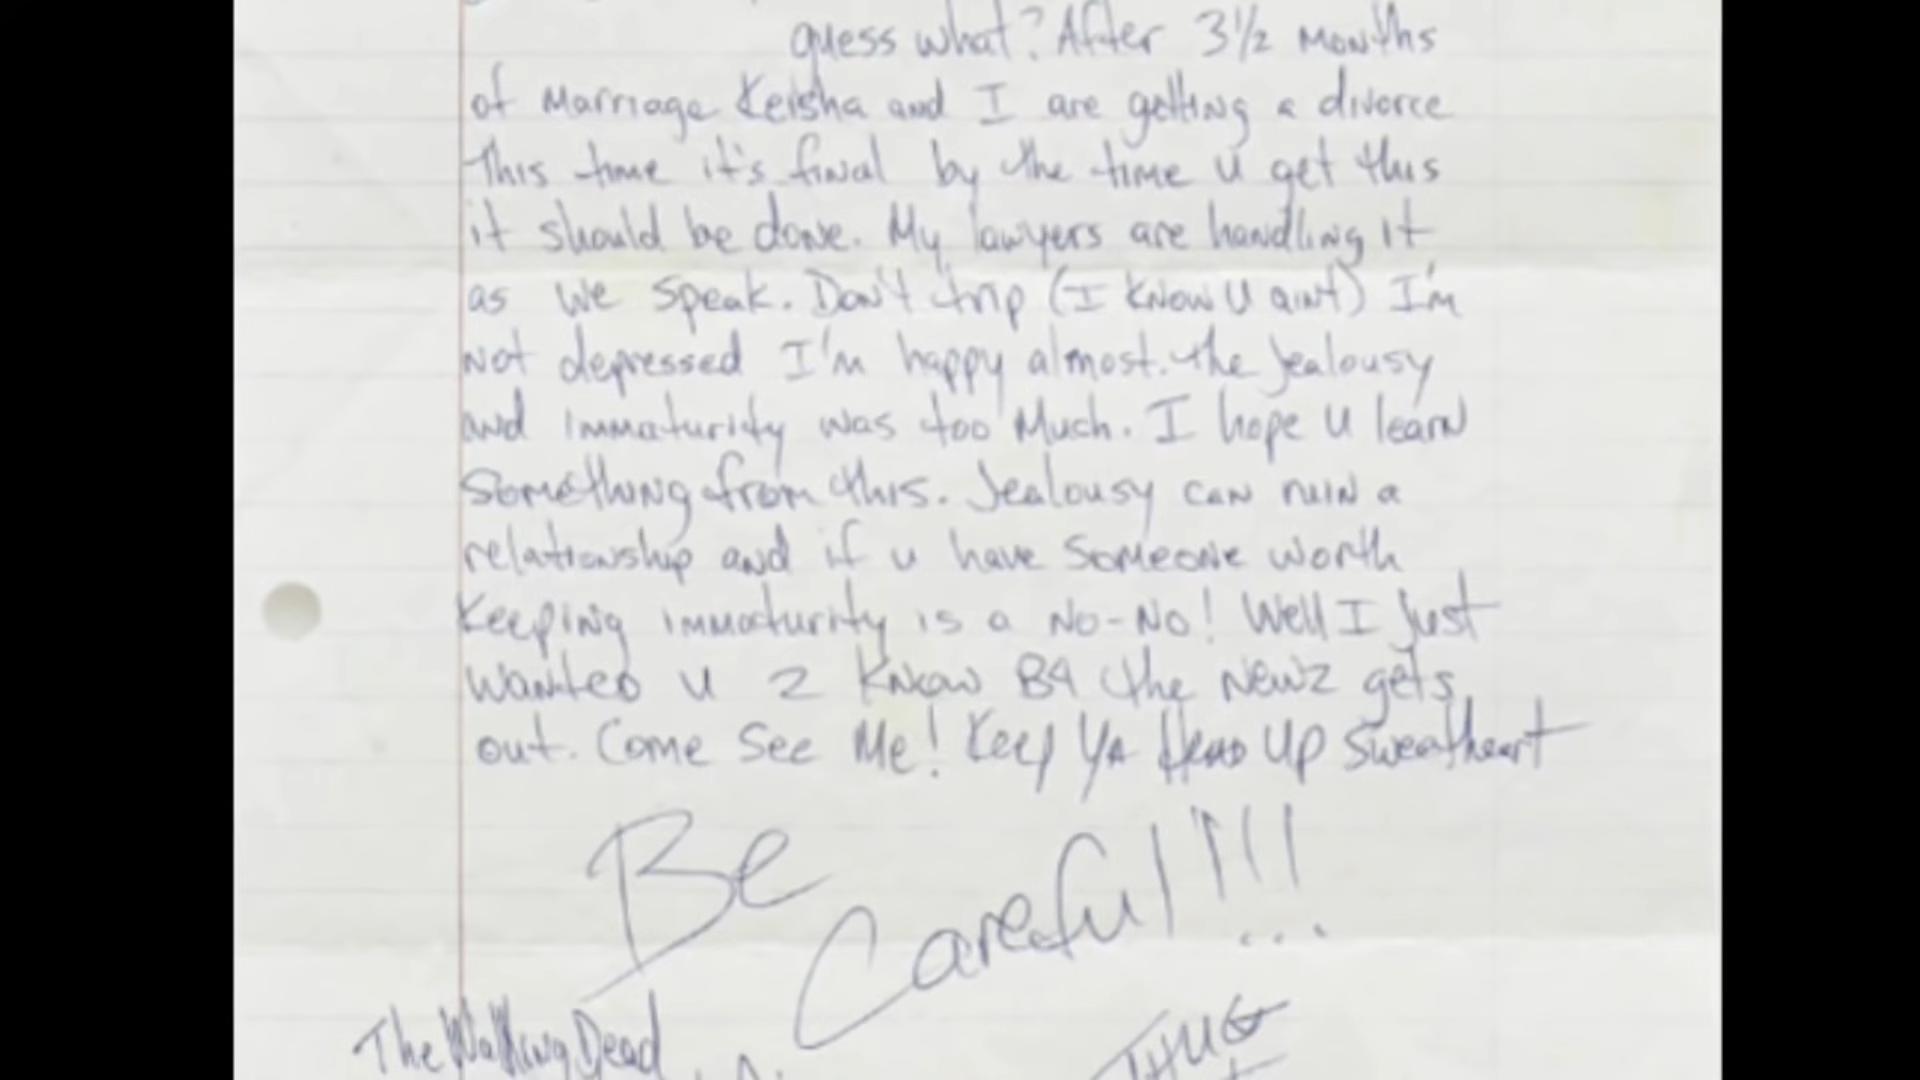 guess what? After 3½ months
of Marriage Keisha and I are getting a divorce
This time it's final by the time u get this
it should be done. My lawyers are handling it
as we speak. Don't trip (I know U aint) I'm
not depressed I'm happy almost. the Jealousy
and immaturity was too Much. I hope u learn
Something from this. Jealousy can ruin a
relationship and if u have Someone worth
Keeping immaturity is a No-No! Well I Just
Wanted u 2 Know B4 the Newz gets
out. Come See Me! Keep YA Head Up Sweatheart
Be
Careful!!!
The Walking Dead
THUG